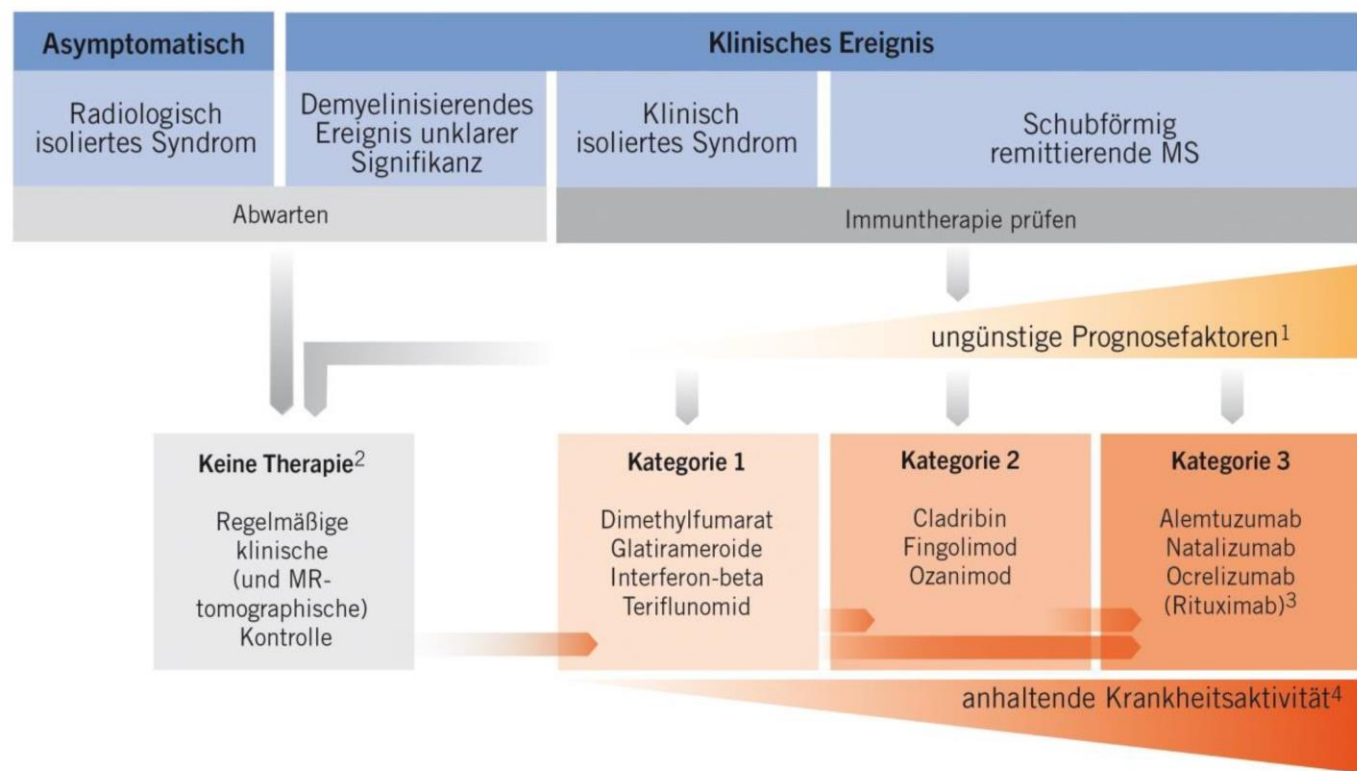 Asymptomatisch
Klinisches Ereignis
Radiologisch
isoliertes Syndrom
Demyelinisierendes
Ereignis unklarer
Signifikanz
Klinisch
isoliertes Syndrom
Schubförmig
remittierende MS
Abwarten
Immuntherapie prüfen
ungünstige Prognosefaktoren¹
Keine Therapie²
Regelmäßige
klinische
(und MR-
tomographische)
Kontrolle
Kategorie 1
Dimethylfumarat
Glatirameroide
Interferon-beta
Teriflunomid
Kategorie 2
Cladribin
Fingolimod
Ozanimod
Kategorie 3
Alemtuzumab
Natalizumab
Ocrelizumab
(Rituximab)³
anhaltende Krankheitsaktivität⁴